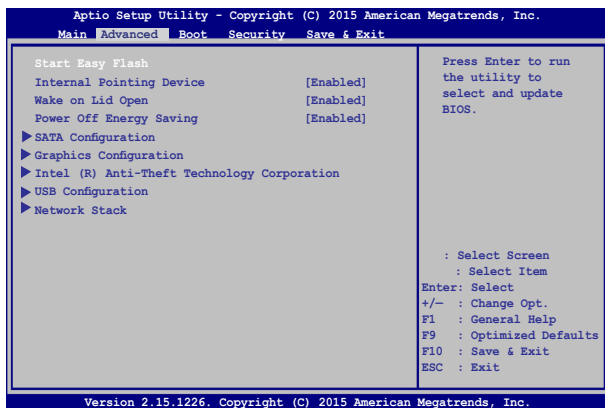 Aptio Setup Utility - Copyright (C) 2015 American Megatrends, Inc.
Main Advanced Boot Security Save & Exit
Start Easy Flash
Internal Pointing Device [Enabled]
Wake on Lid Open [Enabled]
Power Off Energy Saving [Enabled]
SATA Configuration
Graphics Configuration
Intel (R) Anti-Theft Technology Corporation
USB Configuration
Network Stack
Press Enter to run
the utility to
select and update
BIOS.
: Select Screen
: Select Item
Enter: Select
+/— : Change Opt.
F1 : General Help
F9 : Optimized Defaults
F10 : Save & Exit
ESC : Exit
Version 2.15.1226. Copyright (C) 2015 American Megatrends, Inc.